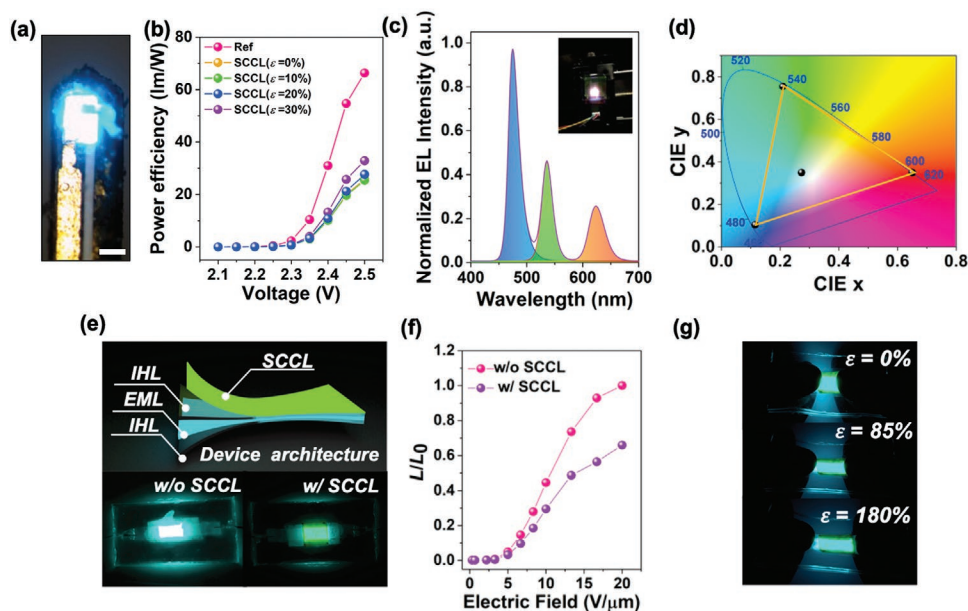 (a)
(b)
Power efficiency (lm/W)
80
60
40
20
0
Ref
SCCL(ε=0%)
SCCL(ε=10%)
SCCL(ε=20%)
SCCL(ε=30%)
2.1 2.2 2.3 2.4 2.5
Voltage (V)
(c)
Normalized EL Intensity (a.u.)
1.0
0.8
0.6
0.4
0.2
0.0
400 500 600 700
Wavelength (nm)
(d)
CIE y
0.8
0.6
0.4
0.2
0.0
520
540
560
500
580
600
620
480
0.0 0.2 0.4 0.6 0.8
CIE x
(e)
IHL
SCCL
EML
IHL
Device architecture
w/o SCCL
w/ SCCL
(f)
L/L0
1.2
1.0
0.8
0.6
0.4
0.2
0.0
w/o SCCL
w/ SCCL
0 5 10 15 20
Electric Field (V/μm)
(g)
ε = 0%
ε = 85%
ε = 180%